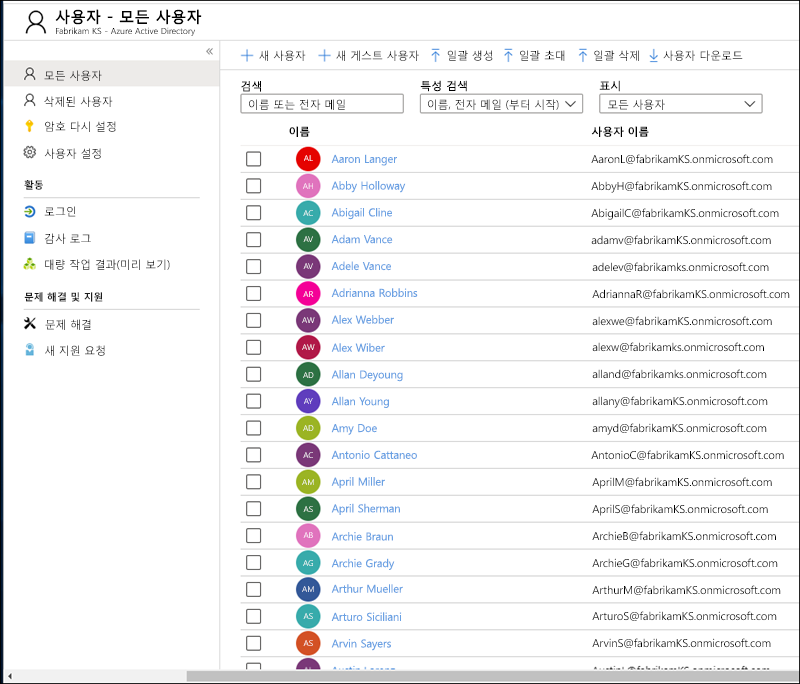 사용자 - 모든 사용자
Fabrikam KS - Azure Active Directory
«
모든 사용자
삭제된 사용자
암호 다시 설정
사용자 설정
활동
로그인
감사 로그
대량 작업 결과(미리 보기)
문제 해결 및 지원
문제 해결
새 지원 요청
새 사용자 새 게스트 사용자 일괄 생성 일괄 초대 일괄 삭제 사용자 다운로드
검색 특성 검색 표시
이름 또는 전자 메일 이름, 전자 메일 (부터 시작) 모든 사용자
이름 사용자 이름
AL Aaron Langer AaronL@fabrikamKS.onmicrosoft.com
AH Abby Holloway AbbyH@fabrikamKS.onmicrosoft.com
AC Abigail Cline AbigailC@fabrikamKS.onmicrosoft.com
AV Adam Vance adamv@fabrikamKS.onmicrosoft.com
AV Adele Vance adelev@fabrikamks.onmicrosoft.com
AR Adrianna Robbins AdriannaR@fabrikamKS.onmicrosoft.com
AW Alex Webber alexwe@fabrikamKS.onmicrosoft.com
AW Alex Wiber alexw@fabrikamks.onmicrosoft.com
AD Allan Deyoung alland@fabrikamKS.onmicrosoft.com
AY Allan Young allany@fabrikamKS.onmicrosoft.com
AD Amy Doe amyd@fabrikamKS.onmicrosoft.com
AC Antonio Cattaneo AntonioC@fabrikamKS.onmicrosoft.com
AM April Miller AprilM@fabrikamKS.onmicrosoft.com
AS April Sherman AprilS@fabrikamKS.onmicrosoft.com
AB Archie Braun ArchieB@fabrikamKS.onmicrosoft.com
AG Archie Grady ArchieG@fabrikamKS.onmicrosoft.com
AM Arthur Mueller ArthurM@fabrikamKS.onmicrosoft.com
AS Arturo Siciliani ArturoS@fabrikamKS.onmicrosoft.com
AS Arvin Sayers ArvinS@fabrikamKS.onmicrosoft.com